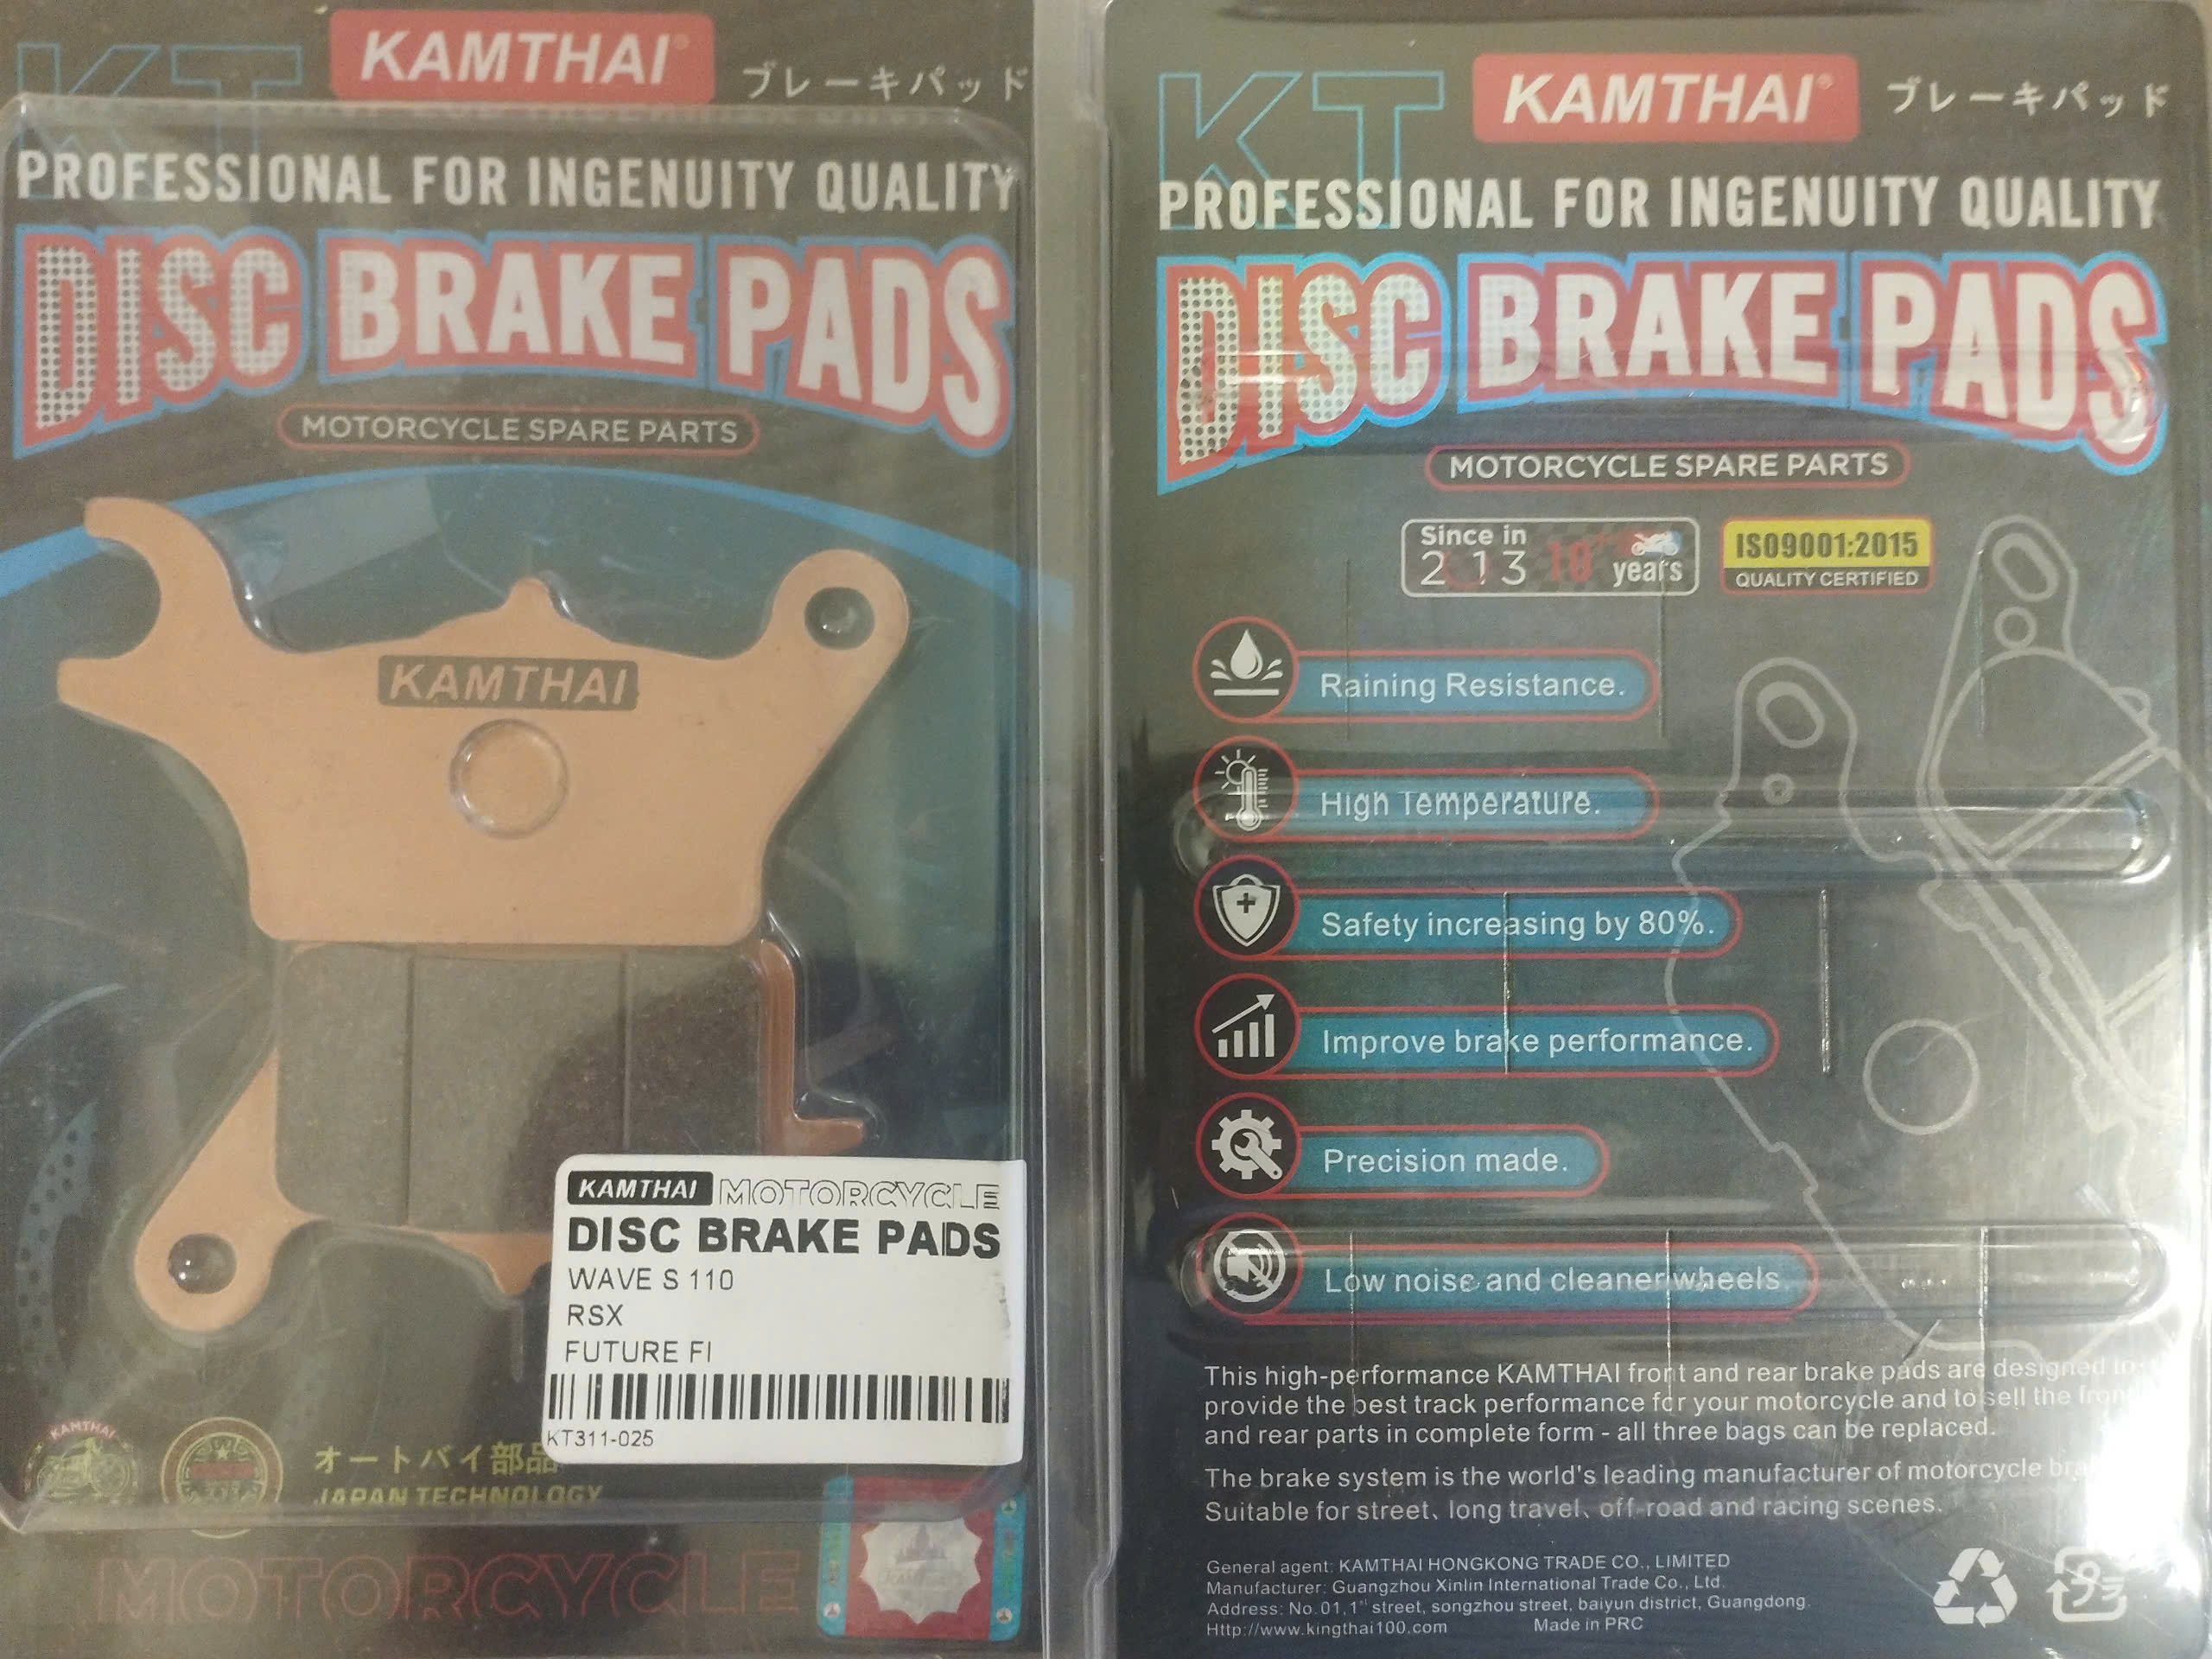 KT
KAMTHAI®
ブレーキパッド
PROFESSIONAL FOR INGENUITY QUALITY
DISC BRAKE PADS
MOTORCYCLE SPARE PARTS
KAMTHAI
KAMTHAI MOTORCYCLE
DISC BRAKE PADS
WAVE S 110
RSX
FUTURE FI
KT311-025
KAMTHAI
オートバイ部品
JAPAN TECHNOLOGY
MOTORCYCLE
KT
KAMTHAI®
ブレーキパッド
PROFESSIONAL FOR INGENUITY QUALITY
DISC BRAKE PADS
MOTORCYCLE SPARE PARTS
Since in
2013 10+ years
ISO9001:2015
QUALITY CERTIFIED
Raining Resistance.
High Temperature.
Safety increasing by 80%.
Improve brake performance.
Precision made.
Low noise and cleaner wheels.
This high-performance KAMTHAI front and rear brake pads are designed to
provide the best track performance for your motorcycle and to sell the front
and rear parts in complete form - all three bags can be replaced.
The brake system is the world's leading manufacturer of motorcycle
Suitable for street、long travel、off-road and racing scenes.
General agent: KAMTHAI HONGKONG TRADE CO., LIMITED
Manufacturer: Guangzhou Xinlin International Trade Co., Ltd.
Address: No.01,1st street, songzhou street, baiyun district, Guangdong.
Http://www.kingthai100.com Made in PRC
プラ